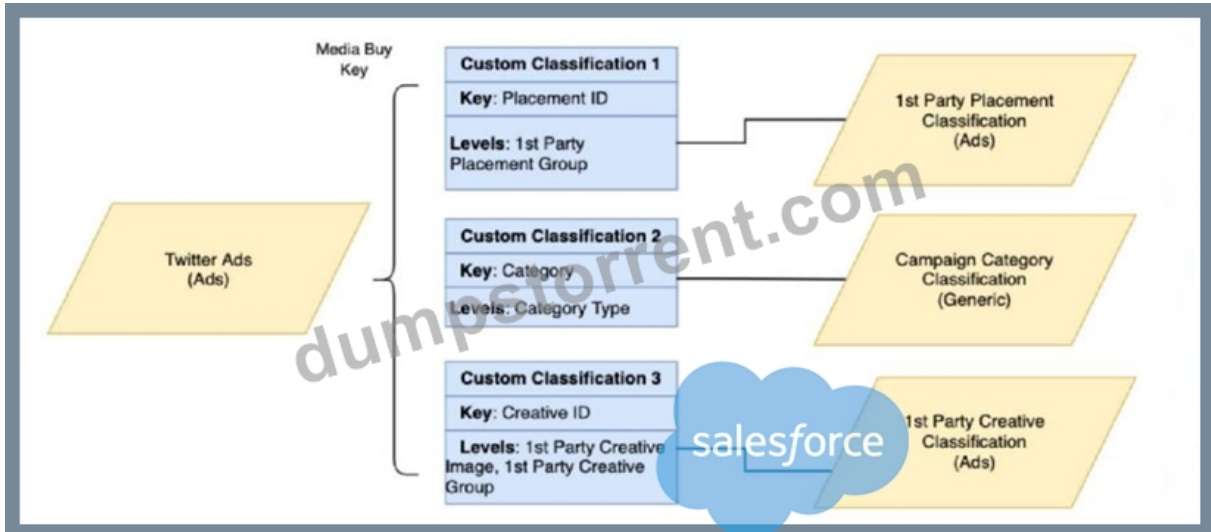 Media Buy
Key
Custom Classification 1
Key: Placement ID
Levels: 1st Party
Placement Group
1st Party Placement
Classification
(Ads)
Twitter Ads
(Ads)
Custom Classification 2
Key: Category
Levels: Category Type
Campaign Category
Classification
(Generic)
Custom Classification 3
Key: Creative ID
Levels: 1st Party Creative
Image, 1st Party Creative
Group
1st Party Creative
Classification
(Ads)
salesforce
dumpstorrent.com